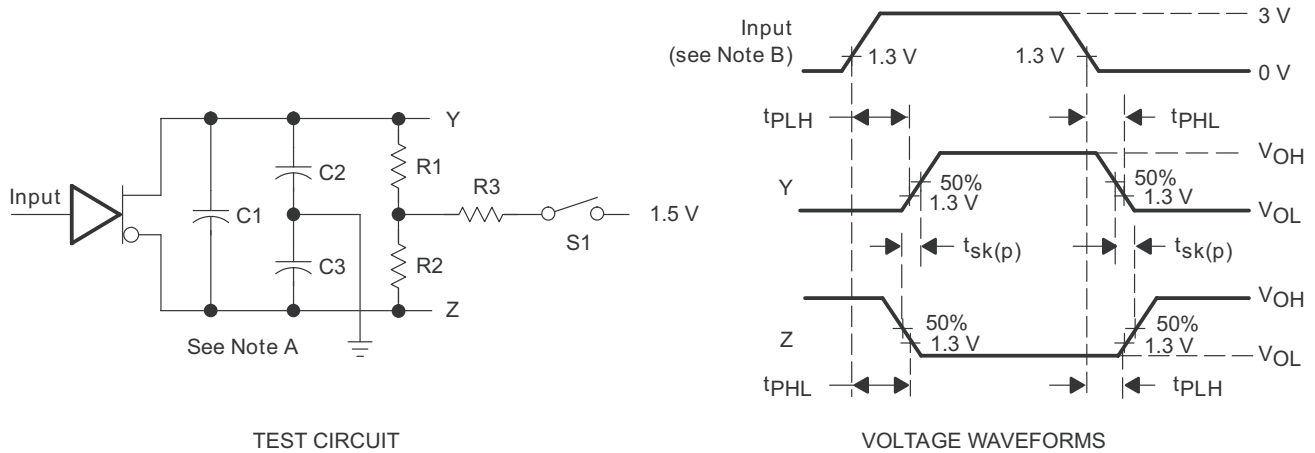 Input
Y
C2
R1
R3
C1
S1
1.5 V
C3
R2
Z
See Note A
TEST CIRCUIT
Input
(see Note B)
1.3 V
1.3 V
3 V
0 V
tPLH
tPHL
Y
50%
1.3 V
50%
1.3 V
VOH
VOL
tsk(p)
tsk(p)
Z
50%
1.3 V
50%
1.3 V
VOH
VOL
tPHL
tPLH
VOLTAGE WAVEFORMS